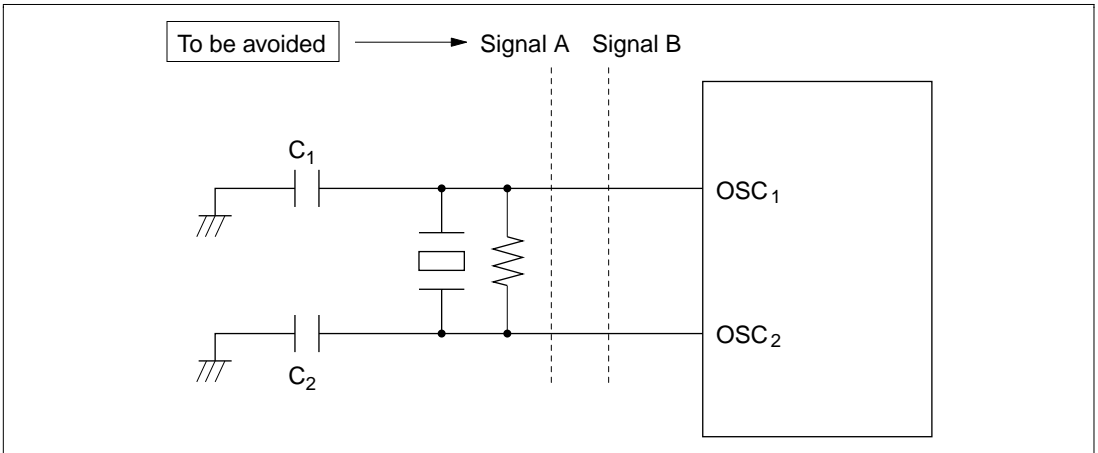 To be avoided Signal A Signal B
C1
OSC1
OSC2
C2